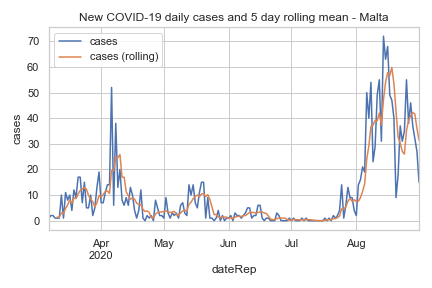 New COVID-19 daily cases and 5 day rolling mean - Malta
cases
cases (rolling)
cases
70
60
50
40
30
20
10
0
Apr
2020
May
Jun
Jul
Aug
dateRep